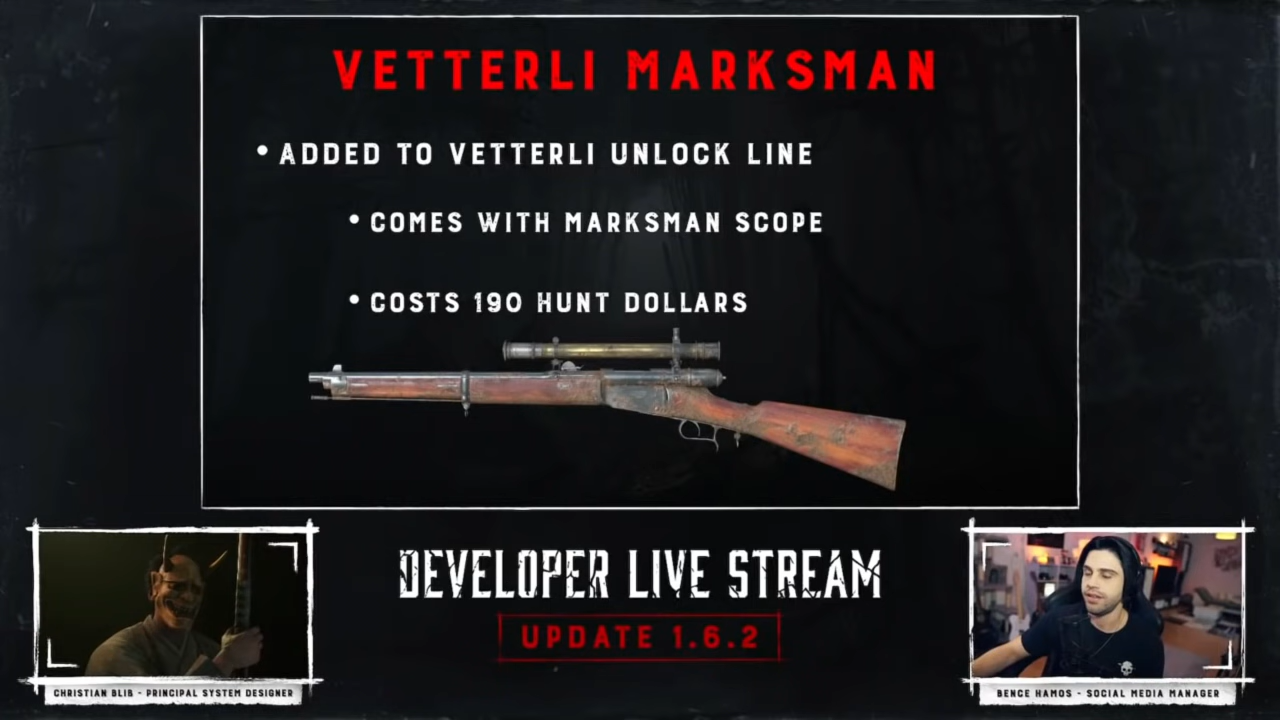 VETTERLI MARKSMAN
• ADDED TO VETTERLI UNLOCK LINE
• COMES WITH MARKSMAN SCOPE
• COSTS 190 HUNT DOLLARS
DEVELOPER LIVE STREAM
UPDATE 1.6.2
CHRISTIAN BLIB - PRINCIPAL SYSTEM DESIGNER
BENCE HAMOS - SOCIAL MEDIA MANAGER